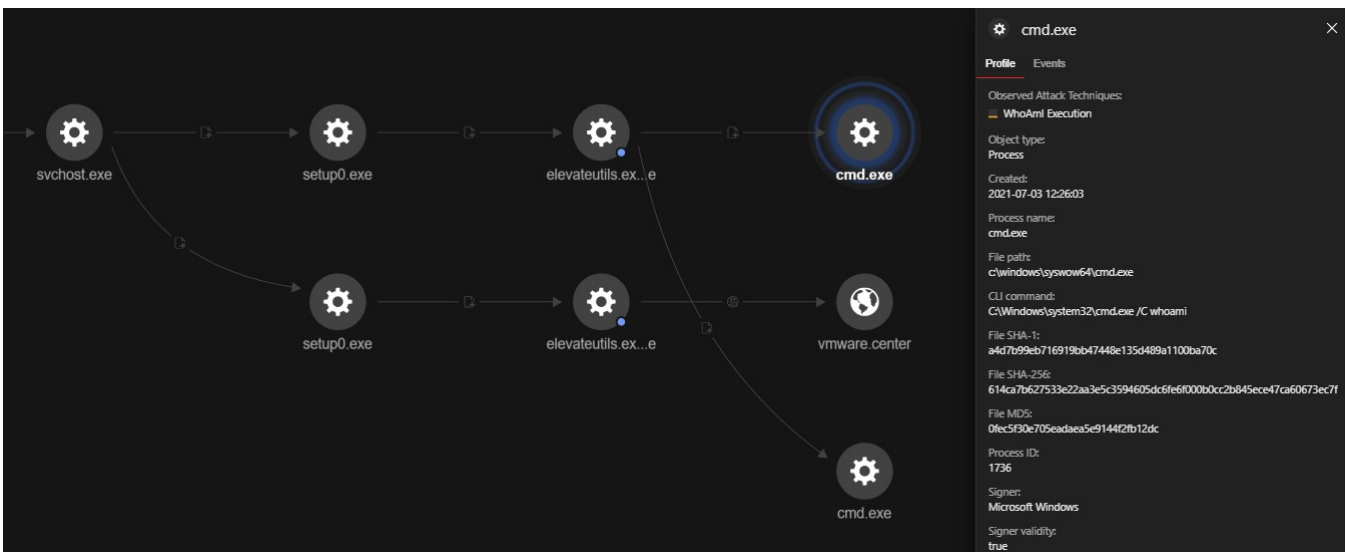 svchost.exe
setup0.exe
elevateutils.ex...e
cmd.exe
setup0.exe
elevateutils.ex...e
vmware.center
cmd.exe
cmd.exe
Profile Events
Observed Attack Techniques:
WhoAmI Execution
Object type:
Process
Created:
2021-07-03 12:26:03
Process name:
cmd.exe
File path:
c:\windows\syswow64\cmd.exe
CLI command:
C:\Windows\system32\cmd.exe /C whoami
File SHA-1:
a4d7b99eb716919bb47448e135d489a1100ba70c
File SHA-256:
614ca7b627533e22aa3e5c3594605dc6fe6f000b0cc2b845ece47ca60673ec7f
File MD5:
0fec5f30e705eadaea5e9144f2fb12dc
Process ID:
1736
Signer:
Microsoft Windows
Signer validity:
true